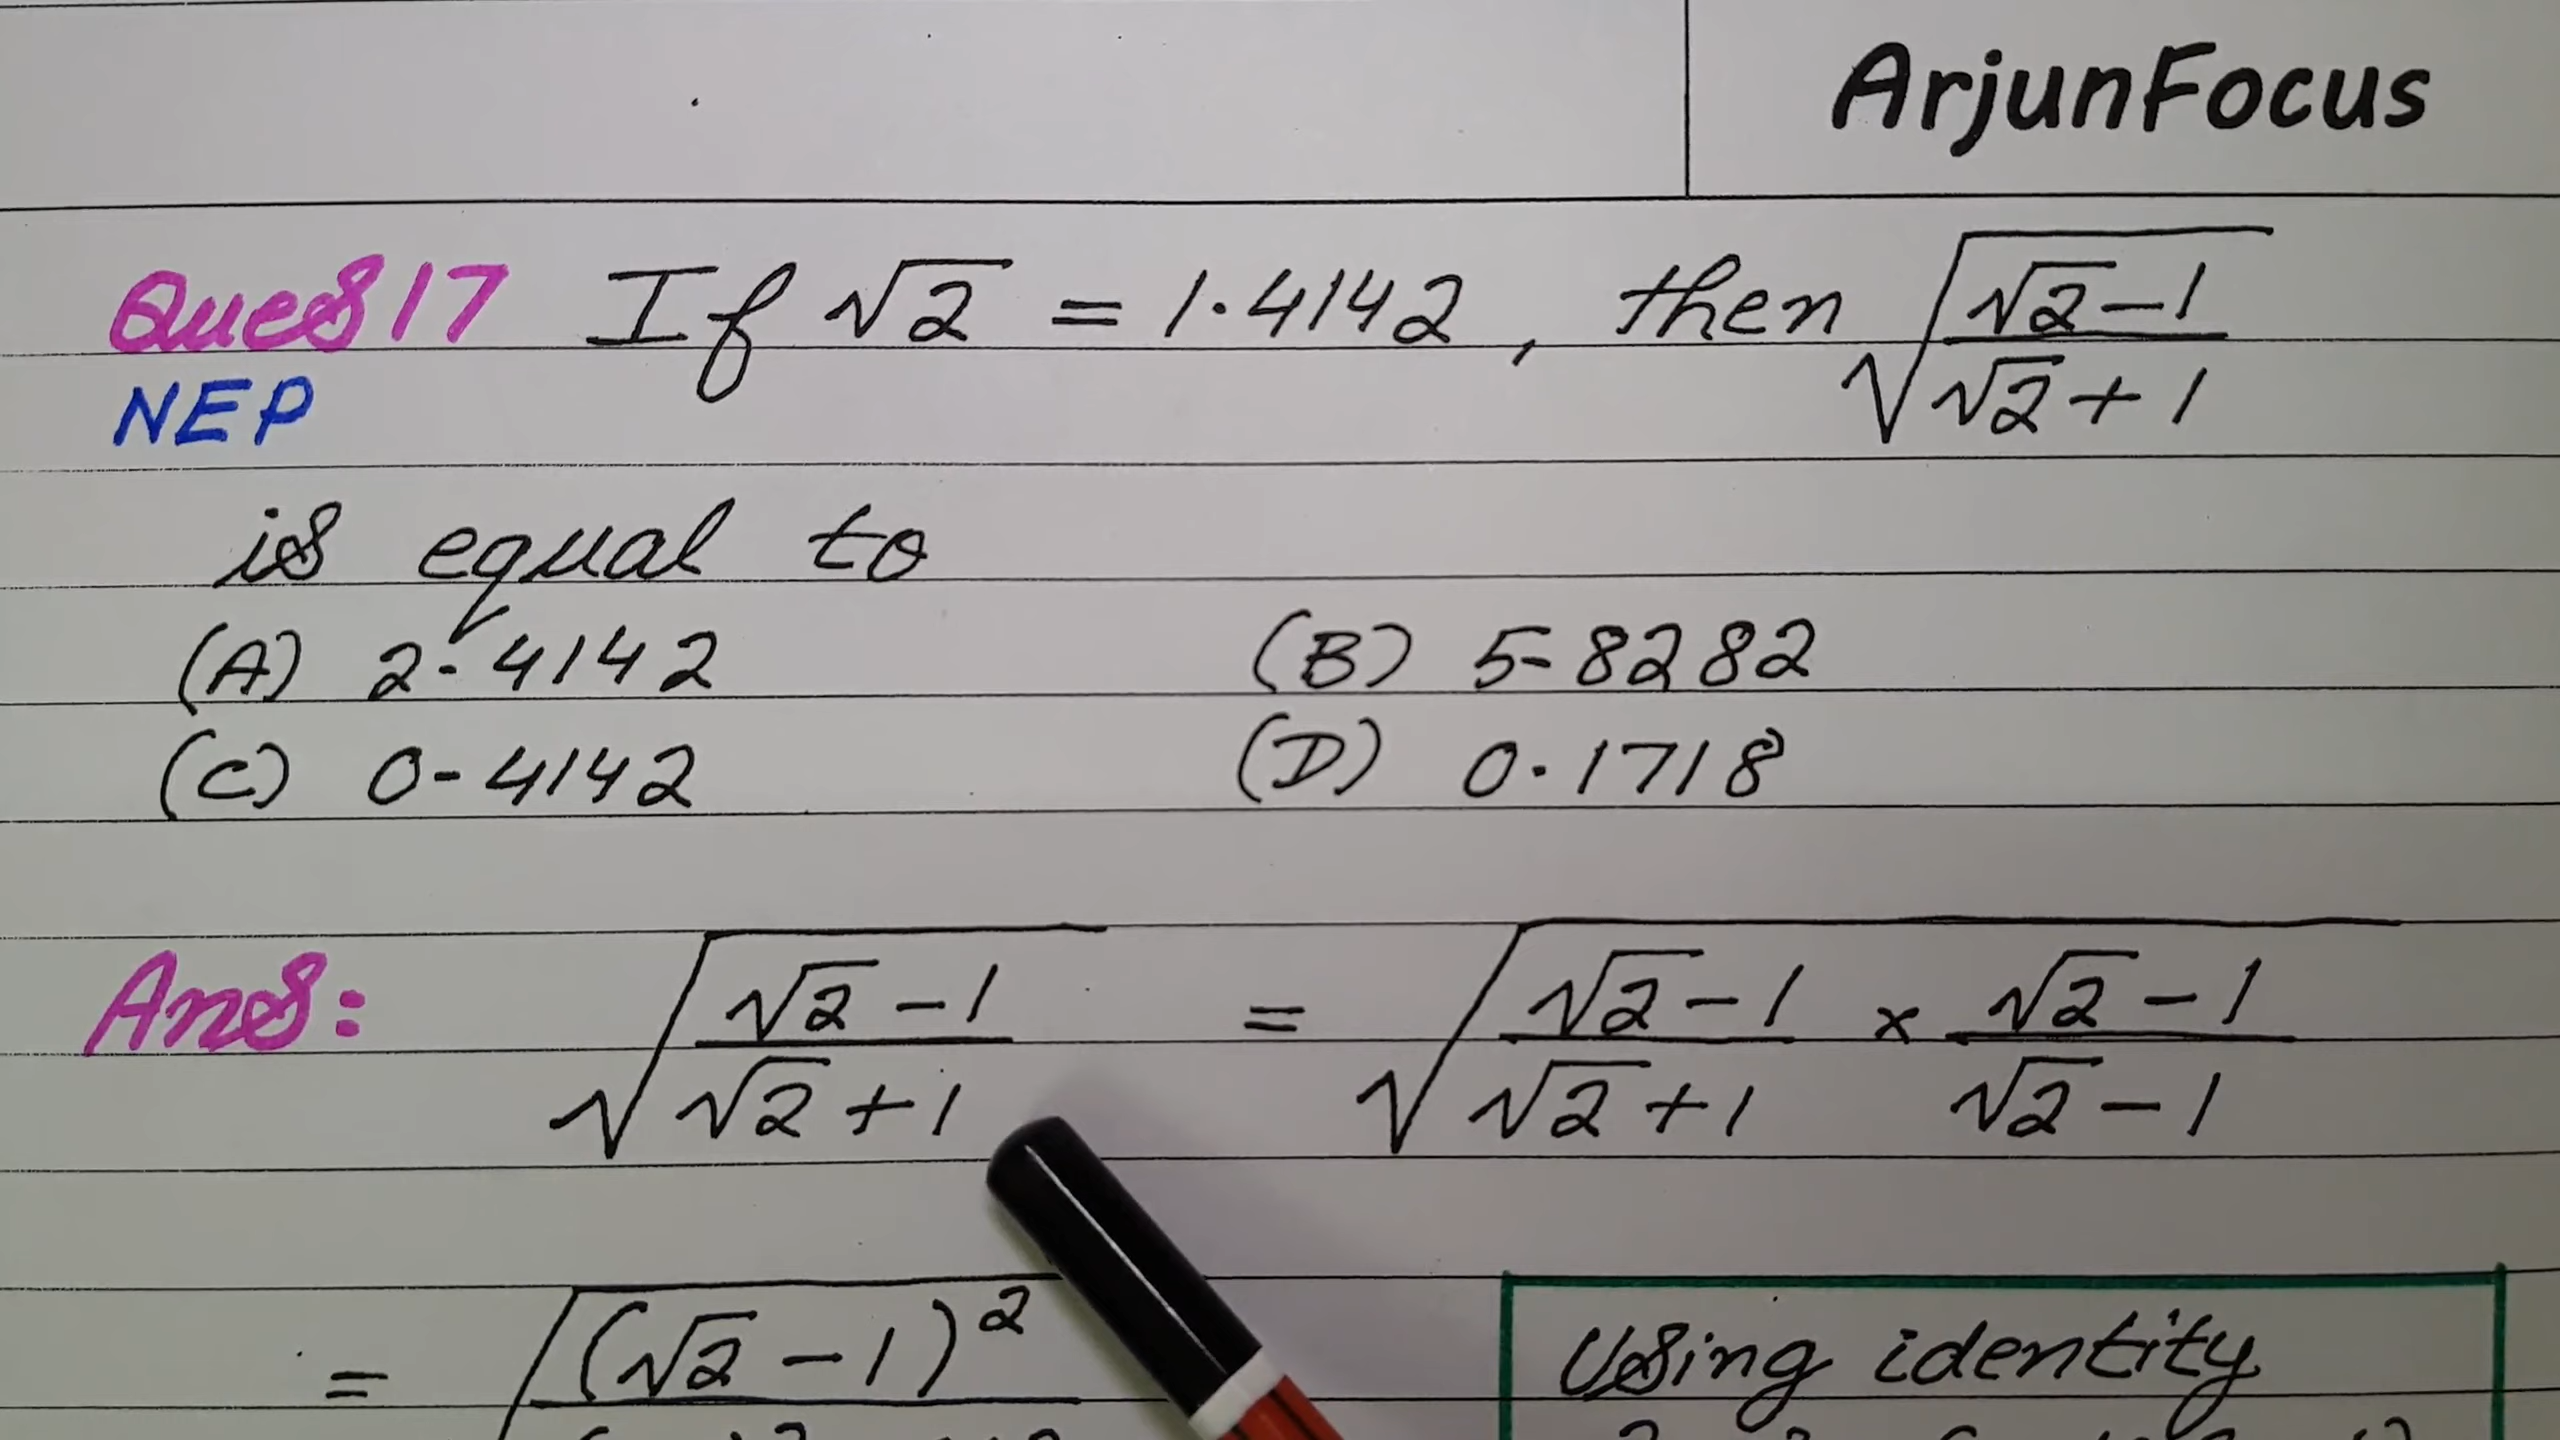 ArjunFocus
Ques 17 If √2 = 1.4142, then √((√2-1)/(√2+1))
NEP
is equal to
(A) 2.4142 (B) 5.8282
(C) 0.4142 (D) 0.1718
Ans: √((√2-1)/(√2+1)) = √((√2-1)/(√2+1) × (√2-1)/(√2-1))
= √((√2-1)²
Using identity